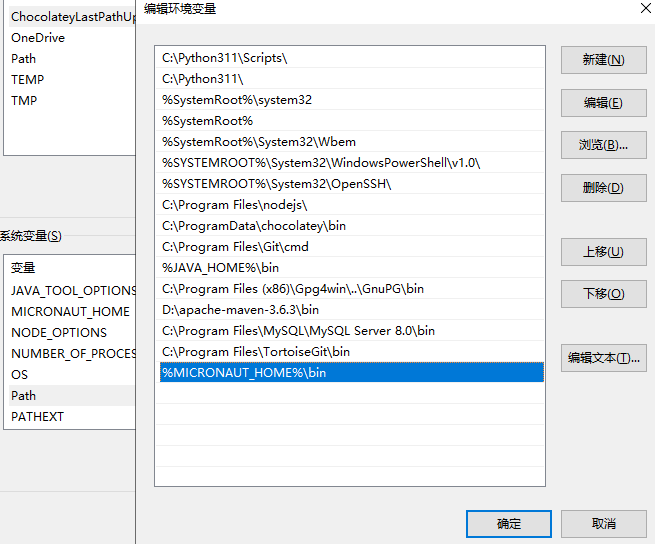 编辑环境变量
ChocolateyLastPathUp
OneDrive
Path
TEMP
TMP
系统变量(S)
变量
JAVA_TOOL_OPTIONS
MICRONAUT_HOME
NODE_OPTIONS
NUMBER_OF_PROCES
OS
Path
PATHEXT
C:\Python311\Scripts\
C:\Python311\
%SystemRoot%\system32
%SystemRoot%
%SystemRoot%\System32\Wbem
%SYSTEMROOT%\System32\WindowsPowerShell\v1.0\
%SYSTEMROOT%\System32\OpenSSH\
C:\Program Files\nodejs\
C:\ProgramData\chocolatey\bin
C:\Program Files\Git\cmd
%JAVA_HOME%\bin
C:\Program Files (x86)\Gpg4win\..\GnuPG\bin
D:\apache-maven-3.6.3\bin
C:\Program Files\MySQL\MySQL Server 8.0\bin
C:\Program Files\TortoiseGit\bin
%MICRONAUT_HOME%\bin
新建(N)
编辑(E)
浏览(B)...
删除(D)
上移(U)
下移(O)
编辑文本(T)...
确定
取消